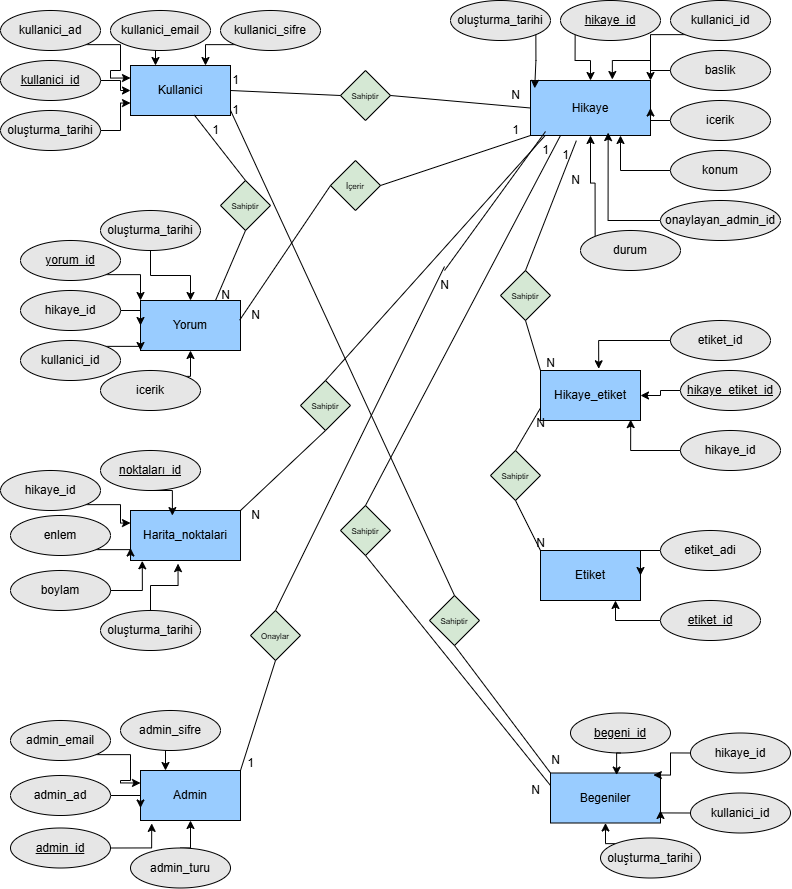 kullanici_ad
kullanici_email
kullanici_sifre
kullanici_id
Kullanici
oluşturma_tarihi
1
1
1
Sahiptir
N
oluşturma_tarihi
hikaye_id
kullanici_id
baslik
Hikaye
icerik
konum
onaylayan_admin_id
durum
1
1
1
N
İçerir
Sahiptir
oluşturma_tarihi
yorum_id
hikaye_id
Yorum
kullanici_id
icerik
N
N
N
Sahiptir
N
etiket_id
hikaye_etiket_id
Hikaye_etiket
hikaye_id
N
Sahiptir
Sahiptir
noktaları_id
hikaye_id
enlem
Harita_noktalari
boylam
oluşturma_tarihi
N
Sahiptir
N
etiket_adi
Etiket
etiket_id
Onaylar
Sahiptir
admin_sifre
admin_email
admin_ad
Admin
admin_id
admin_turu
1
begeni_id
hikaye_id
N
N
Begeniler
kullanici_id
oluşturma_tarihi